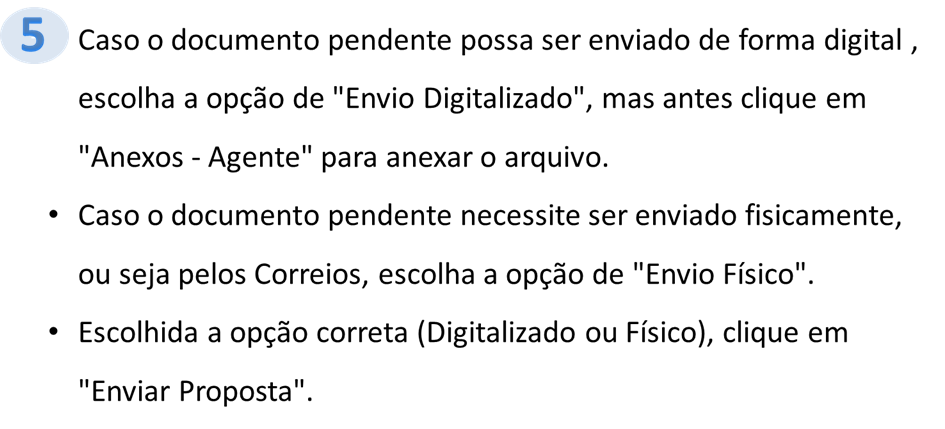 5 Caso o documento pendente possa ser enviado de forma digital ,
escolha a opção de "Envio Digitalizado", mas antes clique em
"Anexos - Agente" para anexar o arquivo.
• Caso o documento pendente necessite ser enviado fisicamente,
ou seja pelos Correios, escolha a opção de "Envio Físico".
• Escolhida a opção correta (Digitalizado ou Físico), clique em
"Enviar Proposta".